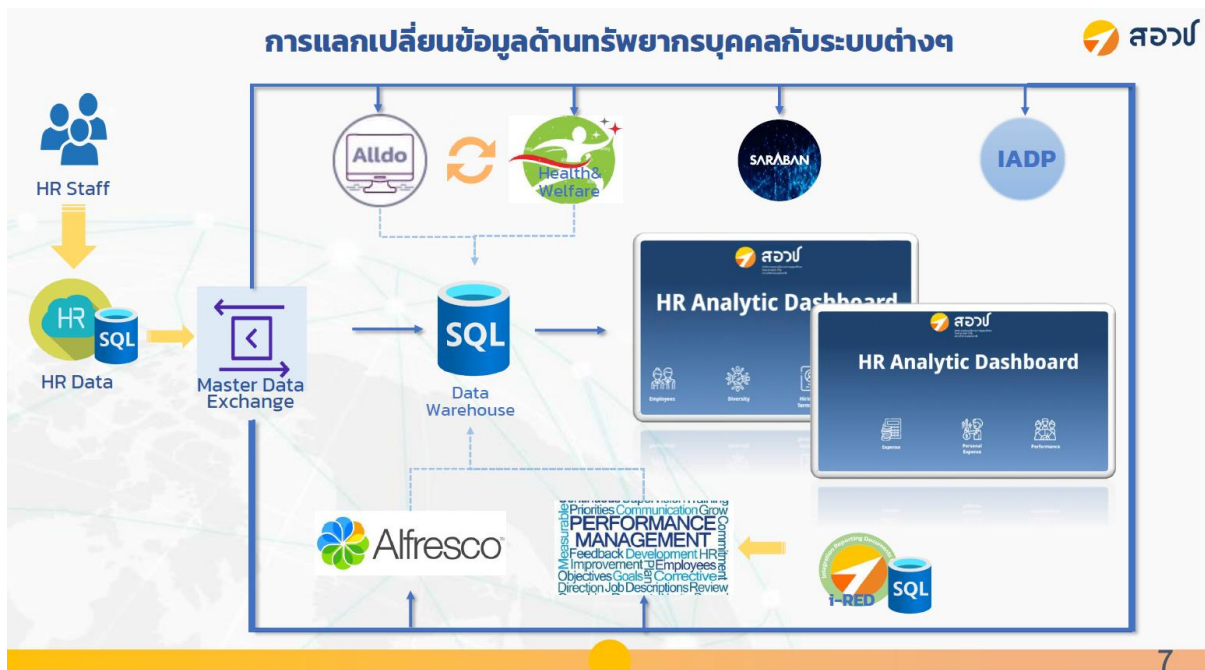 การแลกเปลี่ยนข้อมูลด้านทรัพยากรบุคคลกับระบบต่างๆ
สอวช
HR Staff
Alldo
Health&
Welfare
SARABAN
IADP
HR
SQL
HR Data
Master Data
Exchange
SQL
Data
Warehouse
สอวช
HR Analytic Dashboard
Employees
Diversity
สอวช
HR Analytic Dashboard
Expense
Personal
Expense
Performance
Alfresco
Measurable
Priorities Communication Grow
PERFORMANCE
MANAGEMENT
Commitment
Feedback Development HR
Improvement Plan Employees
Objectives Goals Corrective
Direction Job Descriptions Review
i-RED
SQL
7